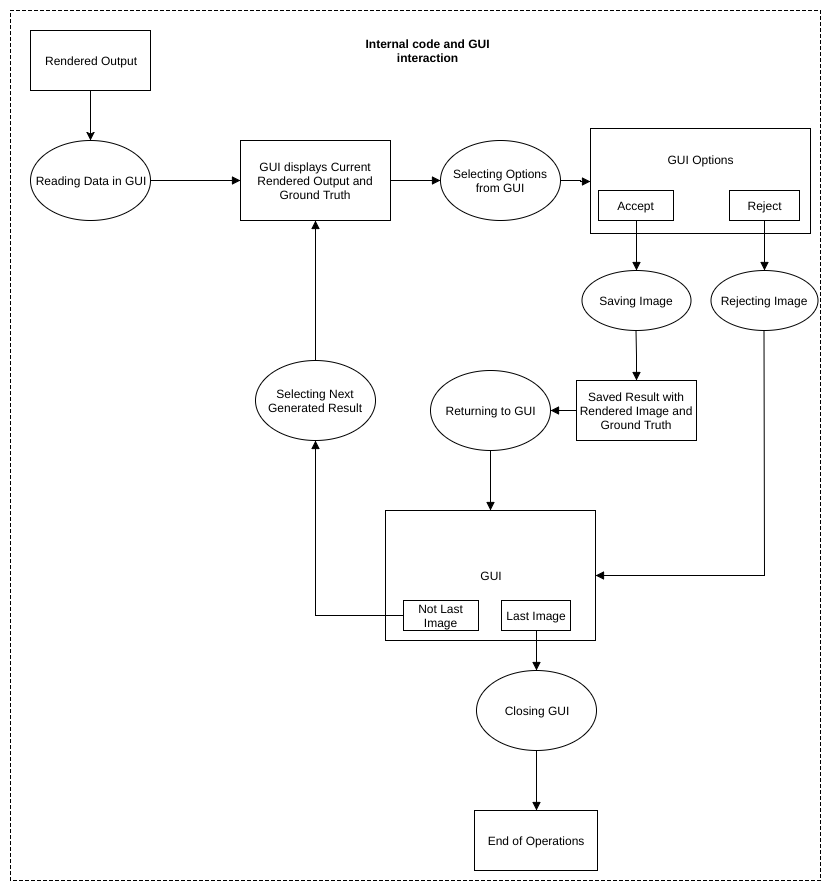 Internal code and GUI
interaction
Rendered Output
Reading Data in GUI
GUI displays Current
Rendered Output and
Ground Truth
Selecting Options
from GUI
GUI Options
Accept
Reject
Saving Image
Rejecting Image
Selecting Next
Generated Result
Returning to GUI
Saved Result with
Rendered Image and
Ground Truth
GUI
Not Last
Image
Last Image
Closing GUI
End of Operations